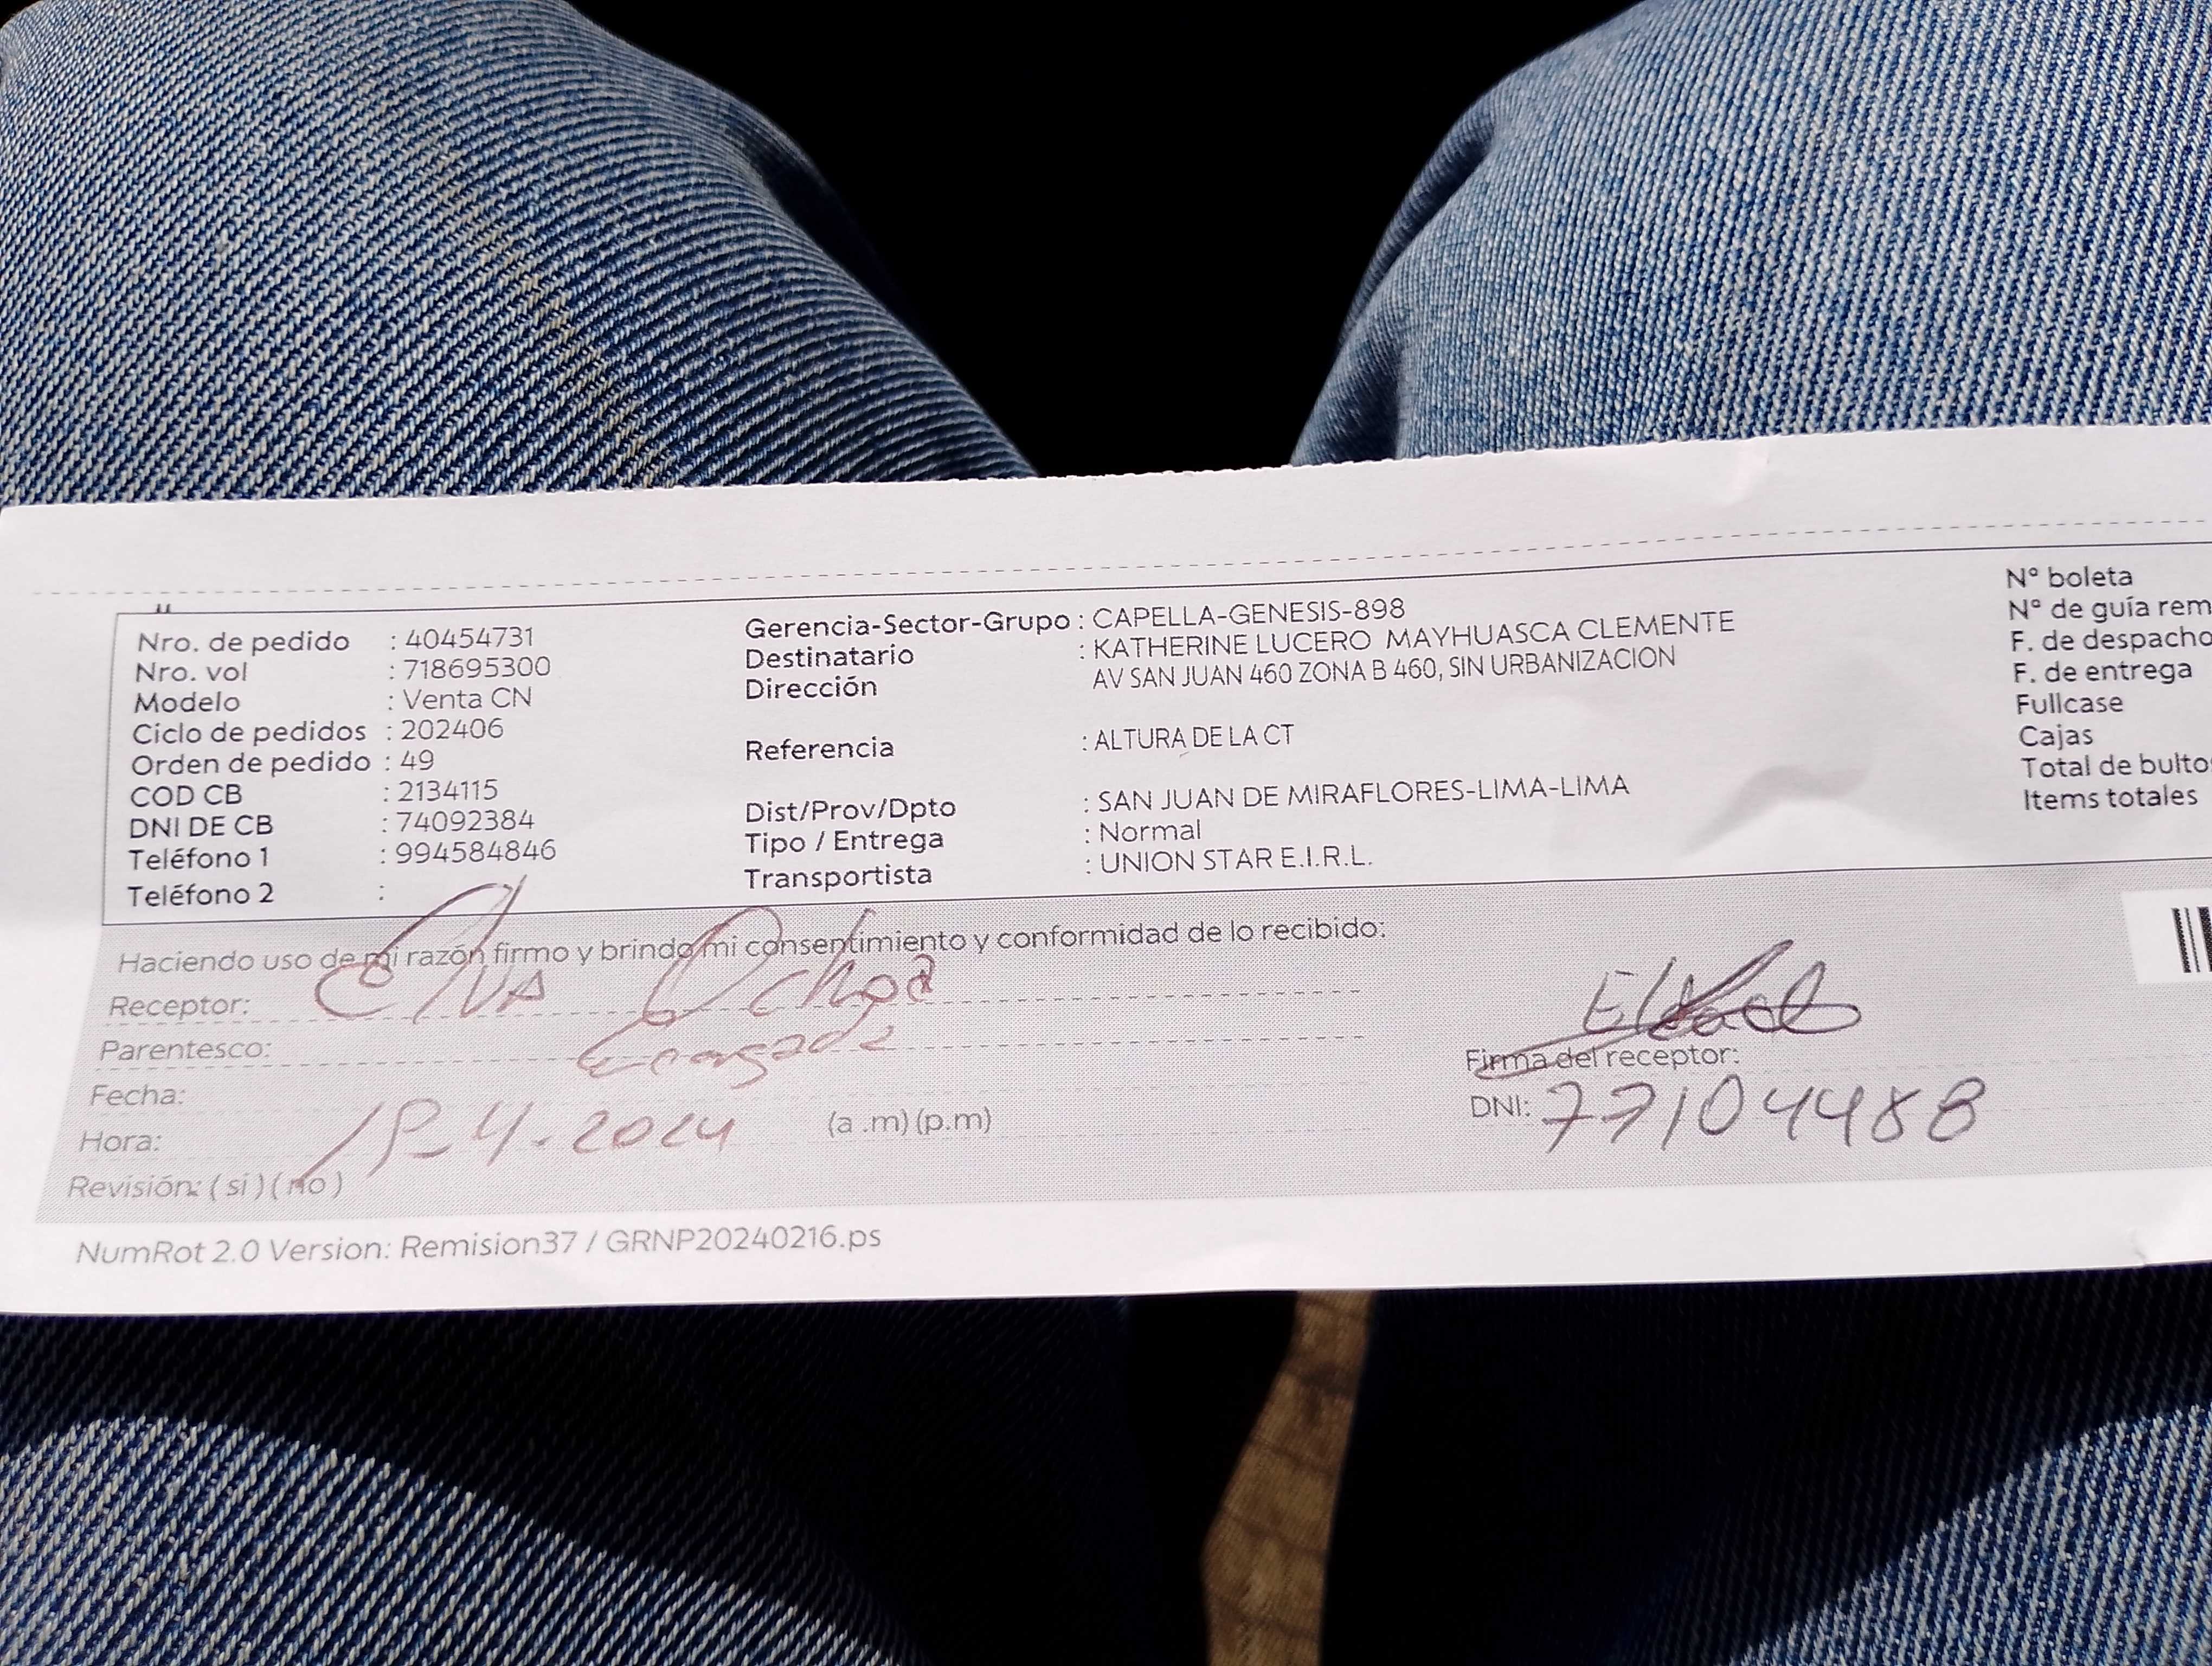 Nro. de pedido : 40454731
Nro. vol : 718695300
Modelo : Venta CN
Ciclo de pedidos : 202406
Orden de pedido : 49
COD CB : 2134115
DNI DE CB : 74092384
Teléfono 1 : 994584846
Teléfono 2 :
Gerencia-Sector-Grupo : CAPELLA-GENESIS-898
Destinatario : KATHERINE LUCERO MAYHUASCA CLEMENTE
Dirección AV SAN JUAN 460 ZONA B 460, SIN URBANIZACION
Referencia : ALTURA DE LA CT
Dist/Prov/Dpto : SAN JUAN DE MIRAFLORES-LIMA-LIMA
Tipo / Entrega : Normal
Transportista : UNION STAR E.I.R.L.
Nº boleta
Nº de guía rem
F. de despacho
F. de entrega
Fullcase
Cajas
Total de bulto
Items totales
Haciendo uso de mi razón firmo y brindo mi consentimiento y conformidad de lo recibido:
Receptor: Elva Ochoa
Parentesco:
Fecha:
Hora: 4.2024 (a .m) (p.m)
Revisión: ( si ) ( no )
Firma del receptor:
DNI: 77104488
NumRot 2.0 Version: Remision37 / GRNP20240216.ps